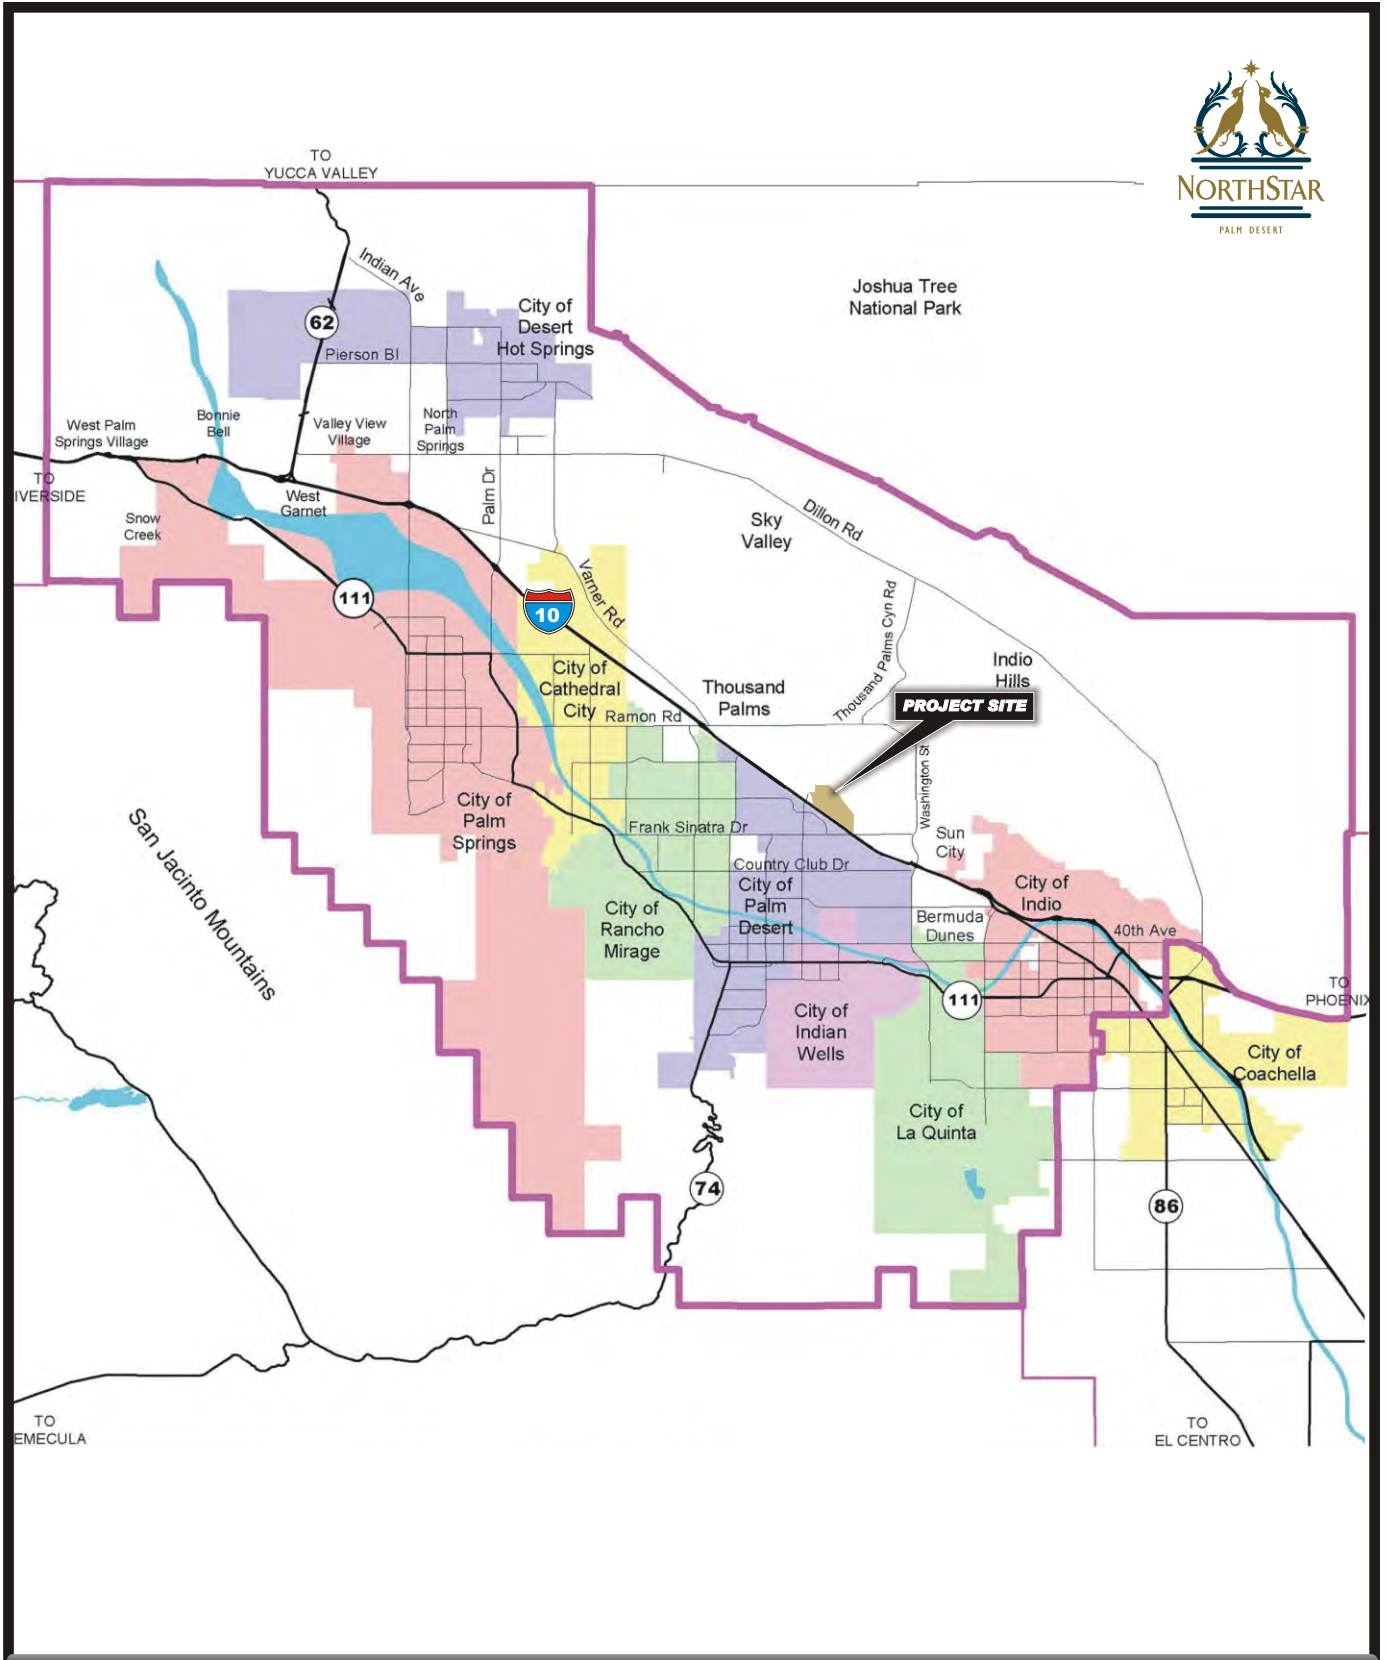 NORTHSTAR
PALM DESERT
TO
YUCCA VALLEY
Indian Ave
Joshua Tree
National Park
62
City of
Desert
Hot Springs
Pierson Bl
West Palm
Springs Village
Bonnie
Bell
Valley View
Village
North
Palm
Springs
TO
IVERSIDE
West
Garnet
Palm Dr
Snow
Creek
Sky
Valley
Dillon Rd
111
10
Varner Rd
Thousand Palms Cyn Rd
City of
Cathedral
City
Thousand
Palms
Indio
Hills
PROJECT SITE
Ramon Rd
Washington St
City of
Palm
Springs
Frank Sinatra Dr
Sun
City
San Jacinto Mountains
Country Club Dr
City of
Palm
Desert
City of
Indio
City of
Rancho
Mirage
Bermuda
Dunes
40th Ave
111
TO
PHOENIX
City of
Indian
Wells
City of
Coachella
City of
La Quinta
74
86
TO
EMECULA
TO
EL CENTRO